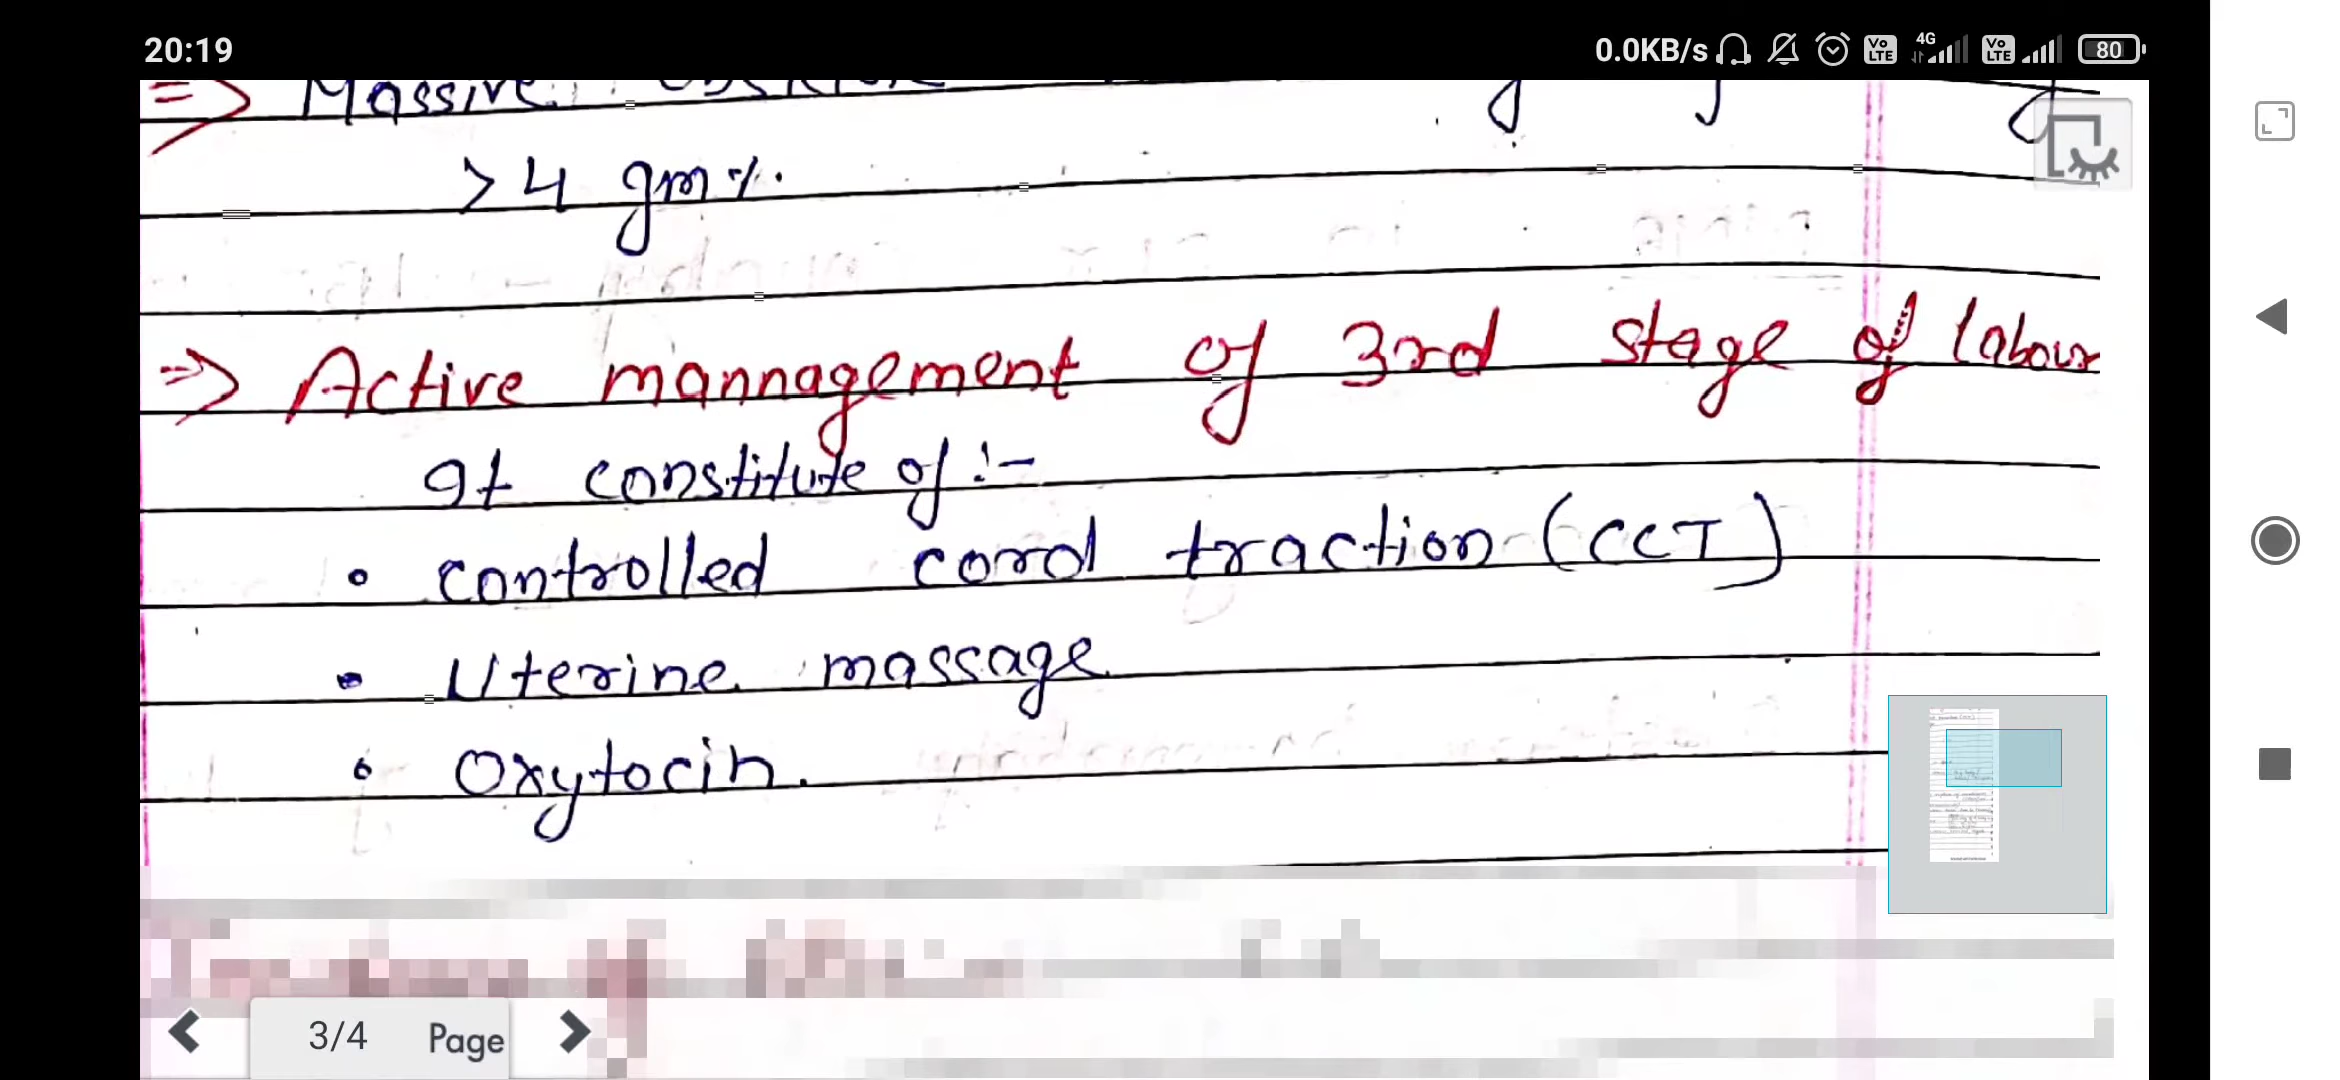 20:19 0.0KB/s 4G 80
=> Massive
> 4 gm%.
=> Active mannagement of 3rd stage of labour
It constitute of :-
• controlled cord traction (CCT)
• Uterine massage
• Oxytocin.
3/4 Page